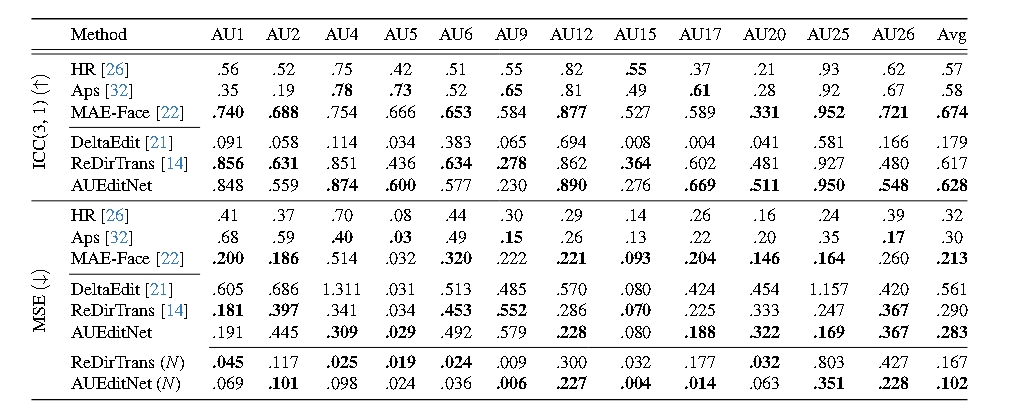 Method AU1 AU2 AU4 AU5 AU6 AU9 AU12 AU15 AU17 AU20 AU25 AU26 Avg
ICC(3, 1) (↑)
HR [26] .56 .52 .75 .42 .51 .55 .82 .55 .37 .21 .93 .62 .57
Aps [32] .35 .19 .78 .73 .52 .65 .81 .49 .61 .28 .92 .67 .58
MAE-Face [22] .740 .688 .754 .666 .653 .584 .877 .527 .589 .331 .952 .721 .674
DeltaEdit [21] .091 .058 .114 .034 .383 .065 .694 .008 .004 .041 .581 .166 .179
ReDirTrans [14] .856 .631 .851 .436 .634 .278 .862 .364 .602 .481 .927 .480 .617
AUEditNet .848 .559 .874 .600 .577 .230 .890 .276 .669 .511 .950 .548 .628
MSE (↓)
HR [26] .41 .37 .70 .08 .44 .30 .29 .14 .26 .16 .24 .39 .32
Aps [32] .68 .59 .40 .03 .49 .15 .26 .13 .22 .20 .35 .17 .30
MAE-Face [22] .200 .186 .514 .032 .320 .222 .221 .093 .204 .146 .164 .260 .213
DeltaEdit [21] .605 .686 1.311 .031 .513 .485 .570 .080 .424 .454 1.157 .420 .561
ReDirTrans [14] .181 .397 .341 .034 .453 .552 .286 .070 .225 .333 .247 .367 .290
AUEditNet .191 .445 .309 .029 .492 .579 .228 .080 .188 .322 .169 .367 .283
ReDirTrans (N) .045 .117 .025 .019 .024 .009 .300 .032 .177 .032 .803 .427 .167
AUEditNet (N) .069 .101 .098 .024 .036 .006 .227 .004 .014 .063 .351 .228 .102